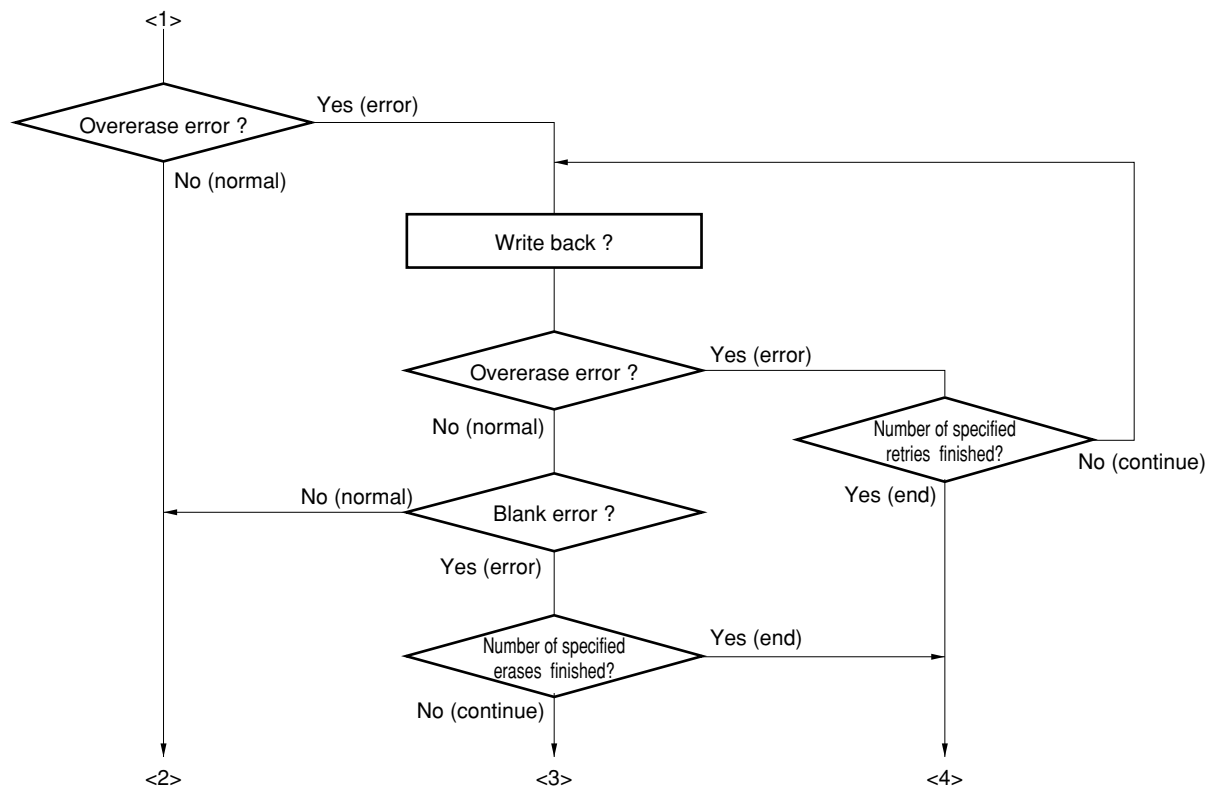 <1>
Overerase error ?
Yes (error)
No (normal)
Write back ?
Overerase error ?
Yes (error)
No (normal)
Number of specified
retries finished?
No (continue)
Yes (end)
No (normal)
Blank error ?
Yes (error)
Number of specified
erases finished?
Yes (end)
No (continue)
<2>
<3>
<4>